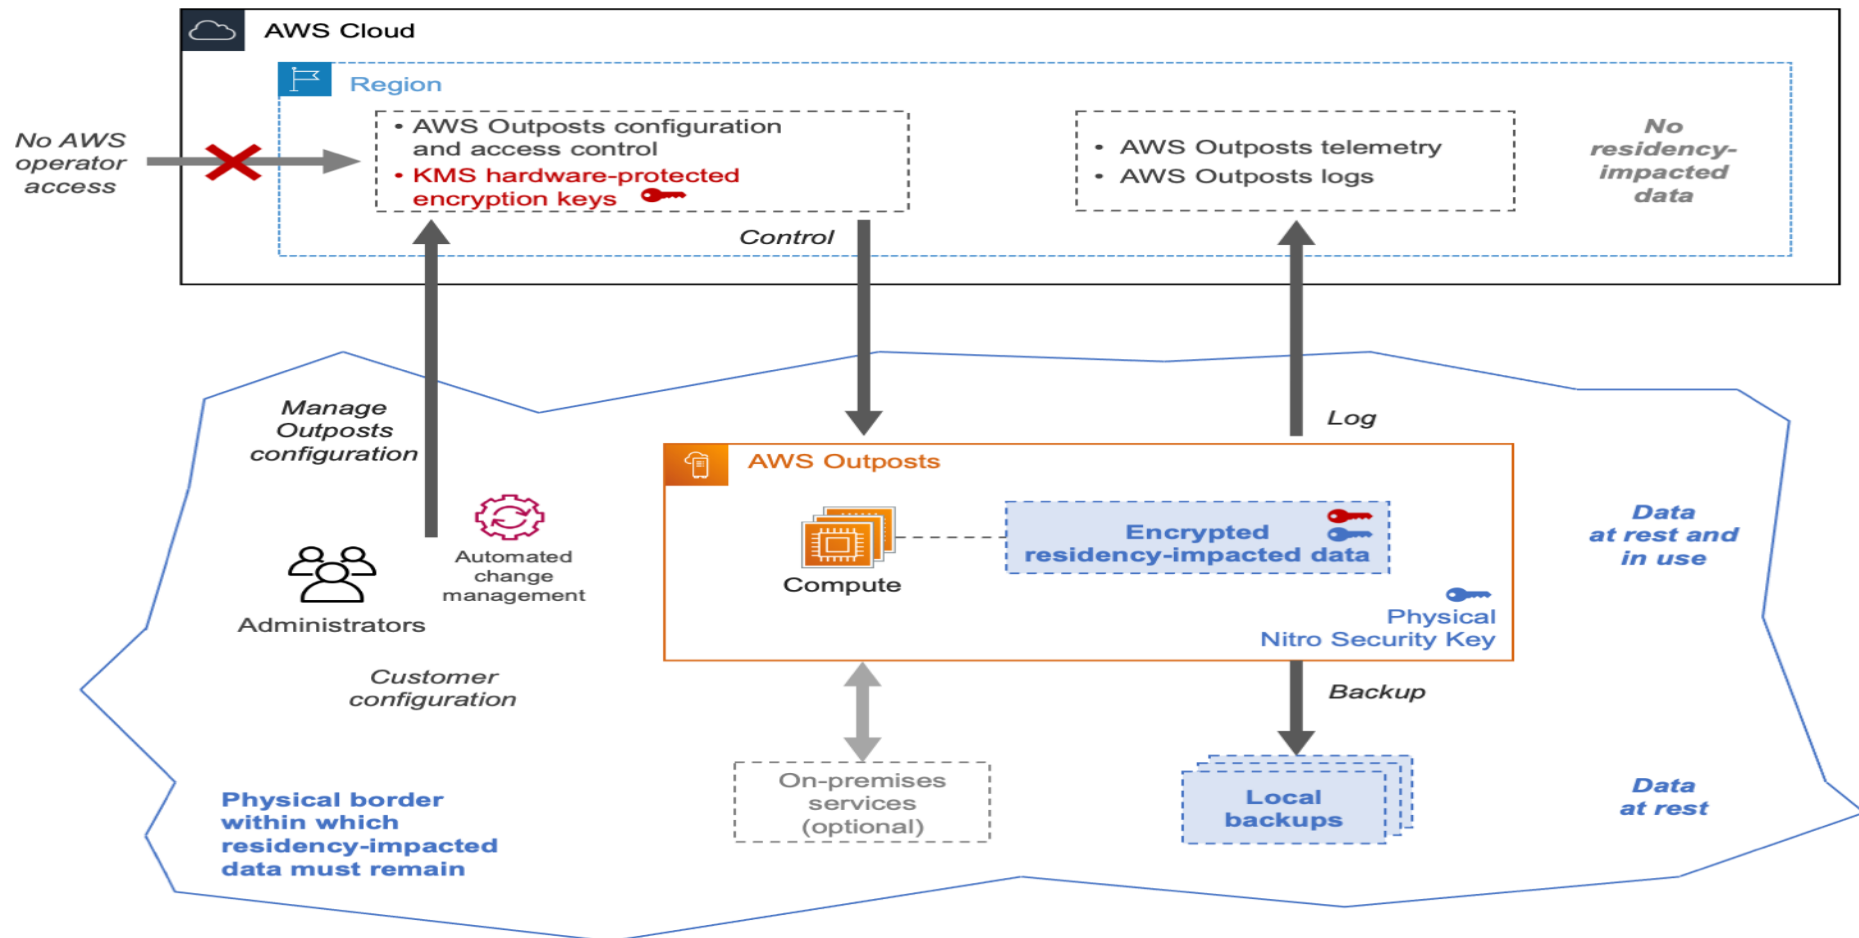 AWS Cloud
Region
No AWS
operator
access
• AWS Outposts configuration
and access control
• KMS hardware-protected
encryption keys
• AWS Outposts telemetry
• AWS Outposts logs
No
residency-
impacted
data
Control
Manage
Outposts
configuration
Log
AWS Outposts
Automated
change
management
Administrators
Customer
configuration
Compute
Encrypted
residency-impacted data
Physical
Nitro Security Key
Data
at rest and
in use
Backup
On-premises
services
(optional)
Local
backups
Data
at rest
Physical border
within which
residency-impacted
data must remain